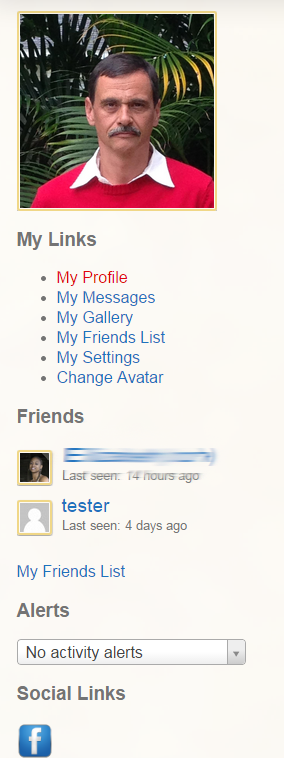 My Links
My Profile
My Messages
My Gallery
My Friends List
My Settings
Change Avatar
Friends
Last seen: 14 hours ago
tester
Last seen: 4 days ago
My Friends List
Alerts
No activity alerts
Social Links
f